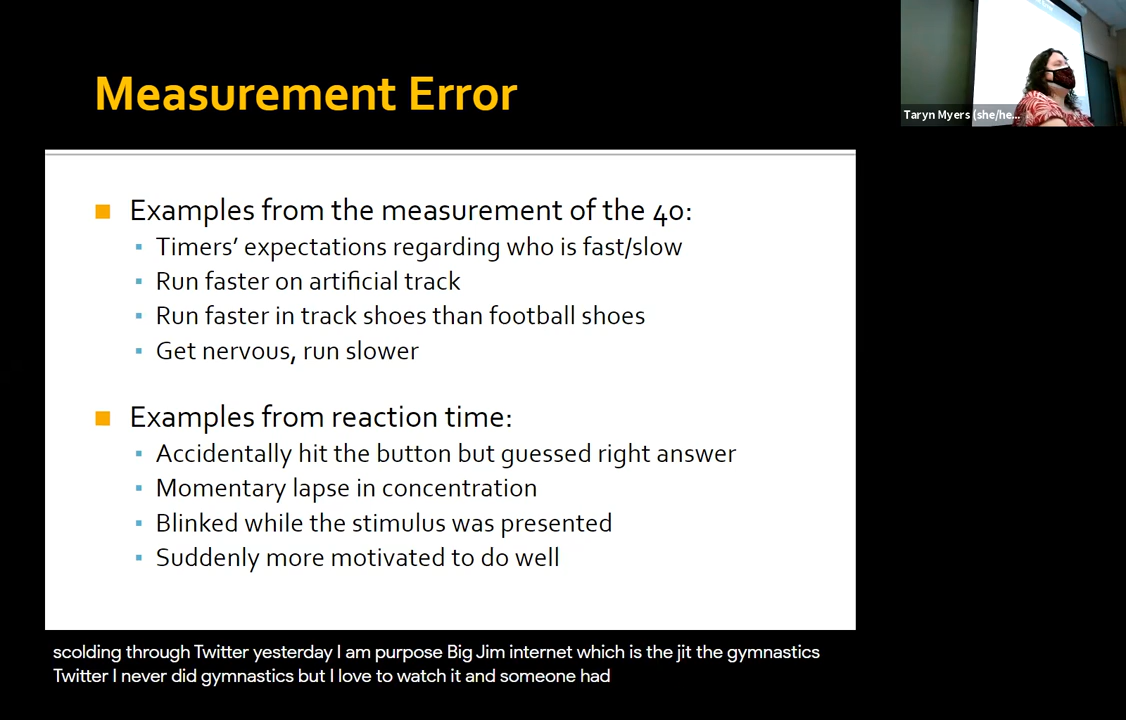 Measurement Error
Taryn Myers (she/he...
Examples from the measurement of the 40:
Timers' expectations regarding who is fast/slow
Run faster on artificial track
Run faster in track shoes than football shoes
Get nervous, run slower
Examples from reaction time:
Accidentally hit the button but guessed right answer
Momentary lapse in concentration
Blinked while the stimulus was presented
Suddenly more motivated to do well
scolding through Twitter yesterday I am purpose Big Jim internet which is the jit the gymnastics
Twitter I never did gymnastics but I love to watch it and someone had